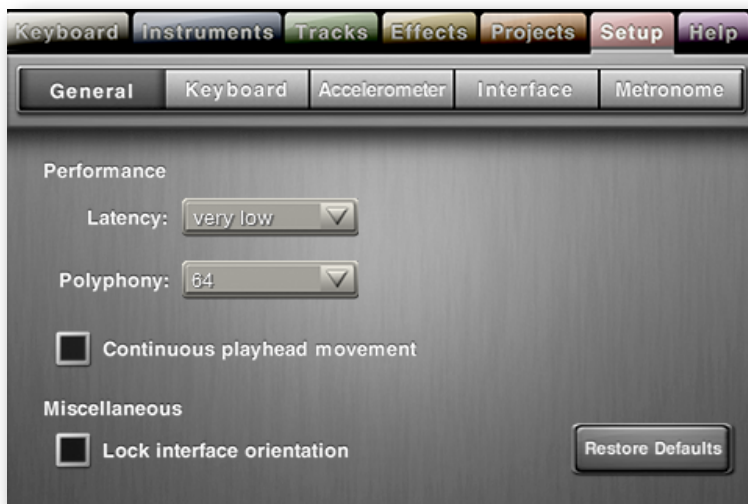 Keyboard Instruments Tracks Effects Projects Setup Help
General Keyboard Accelerometer Interface Metronome
Performance
Latency: very low
Polyphony: 64
Continuous playhead movement
Miscellaneous
Lock interface orientation
Restore Defaults